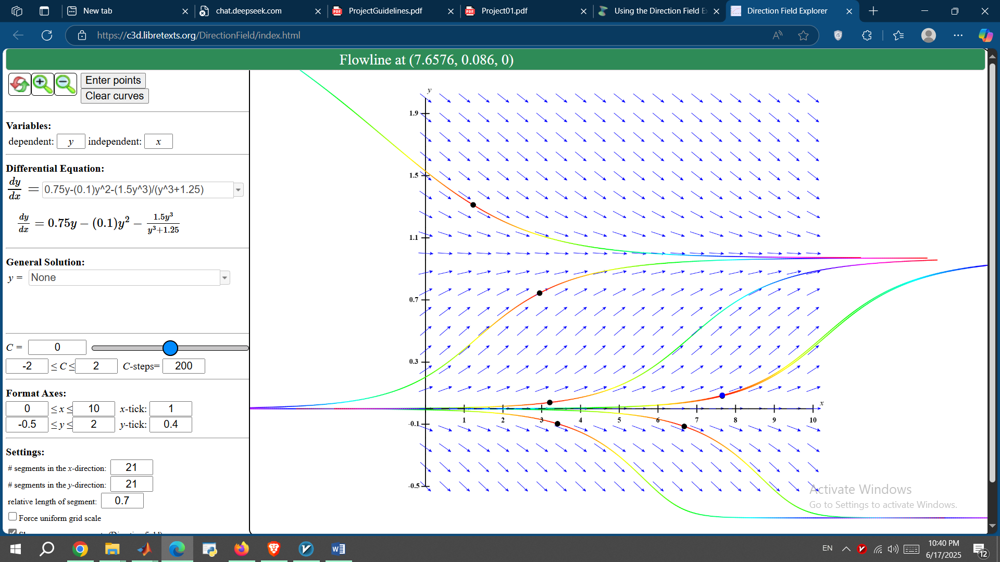 New tab
chat.deepseek.com
ProjectGuidelines.pdf
Project01.pdf
Using the Direction Field E
Direction Field Explorer
https://c3d.libretexts.org/DirectionField/index.html
Flowline at (7.6576, 0.086, 0)
Enter points
Clear curves
Variables:
dependent: y independent: x
Differential Equation:
dy/dx = 0.75y-(0.1)y^2-(1.5y^3)/(y^3+1.25)
dy/dx = 0.75y − (0.1)y² − 1.5y³/y³+1.25
General Solution:
y = None
C = 0
-2 ≤ C ≤ 2 C-steps= 200
Format Axes:
0 ≤ x ≤ 10 x-tick: 1
-0.5 ≤ y ≤ 2 y-tick: 0.4
Settings:
# segments in the x-direction: 21
# segments in the y-direction: 21
relative length of segment: 0.7
Force uniform grid scale
y
1.9
1.5
1.1
0.7
0.3
-0.1
-0.5
x
1 2 3 4 5 6 7 8 9 10
Activate Windows
Go to Settings to activate Windows.
EN
10:40 PM
6/17/2025
12